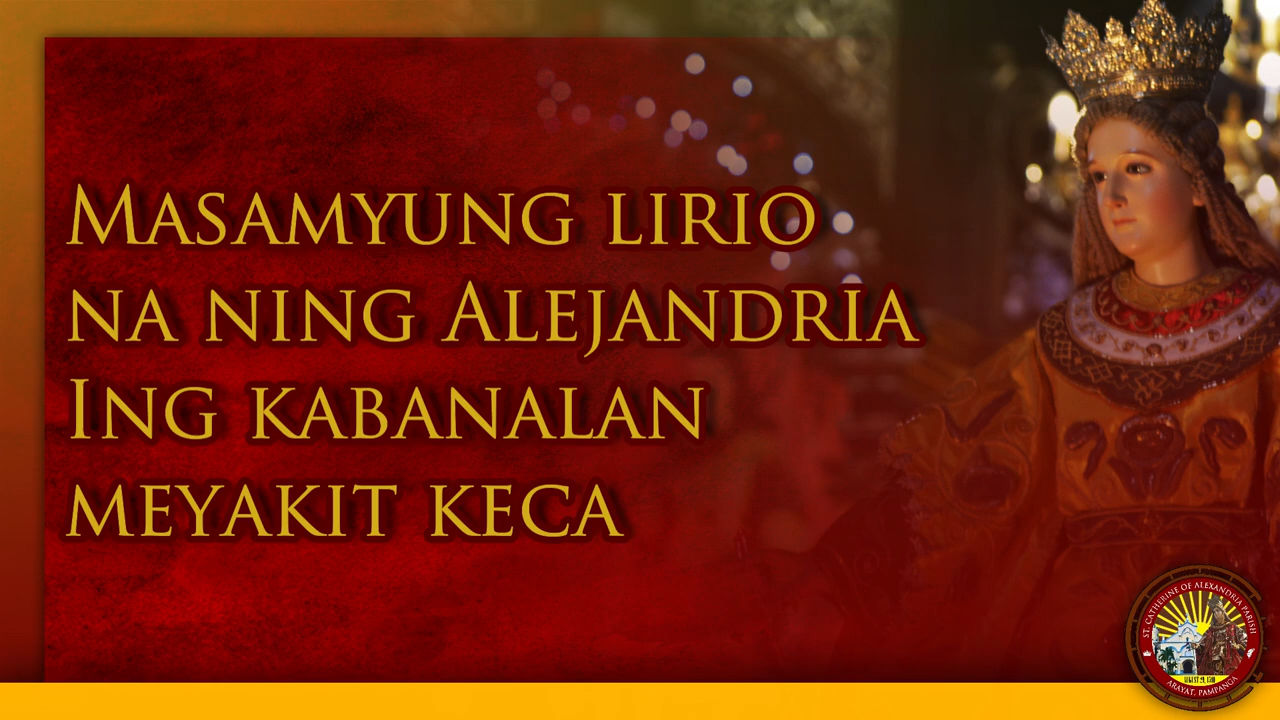 Masamyung lirio
na ning Alejandria
Ing kabanalan
meyakit keca
ST. CATHERINE OF ALEXANDRIA PARISH
ARAYAT, PAMPANGA